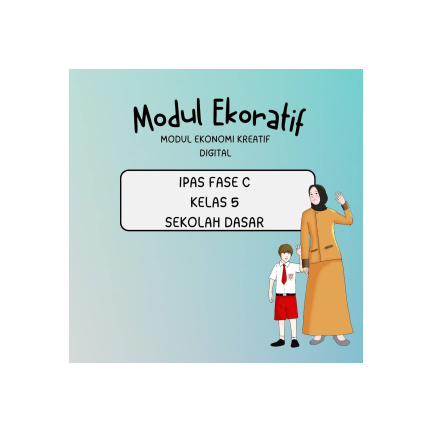 Modul Ekoratif
MODUL EKONOMI KREATIF
DIGITAL
IPAS FASE C
KELAS 5
SEKOLAH DASAR